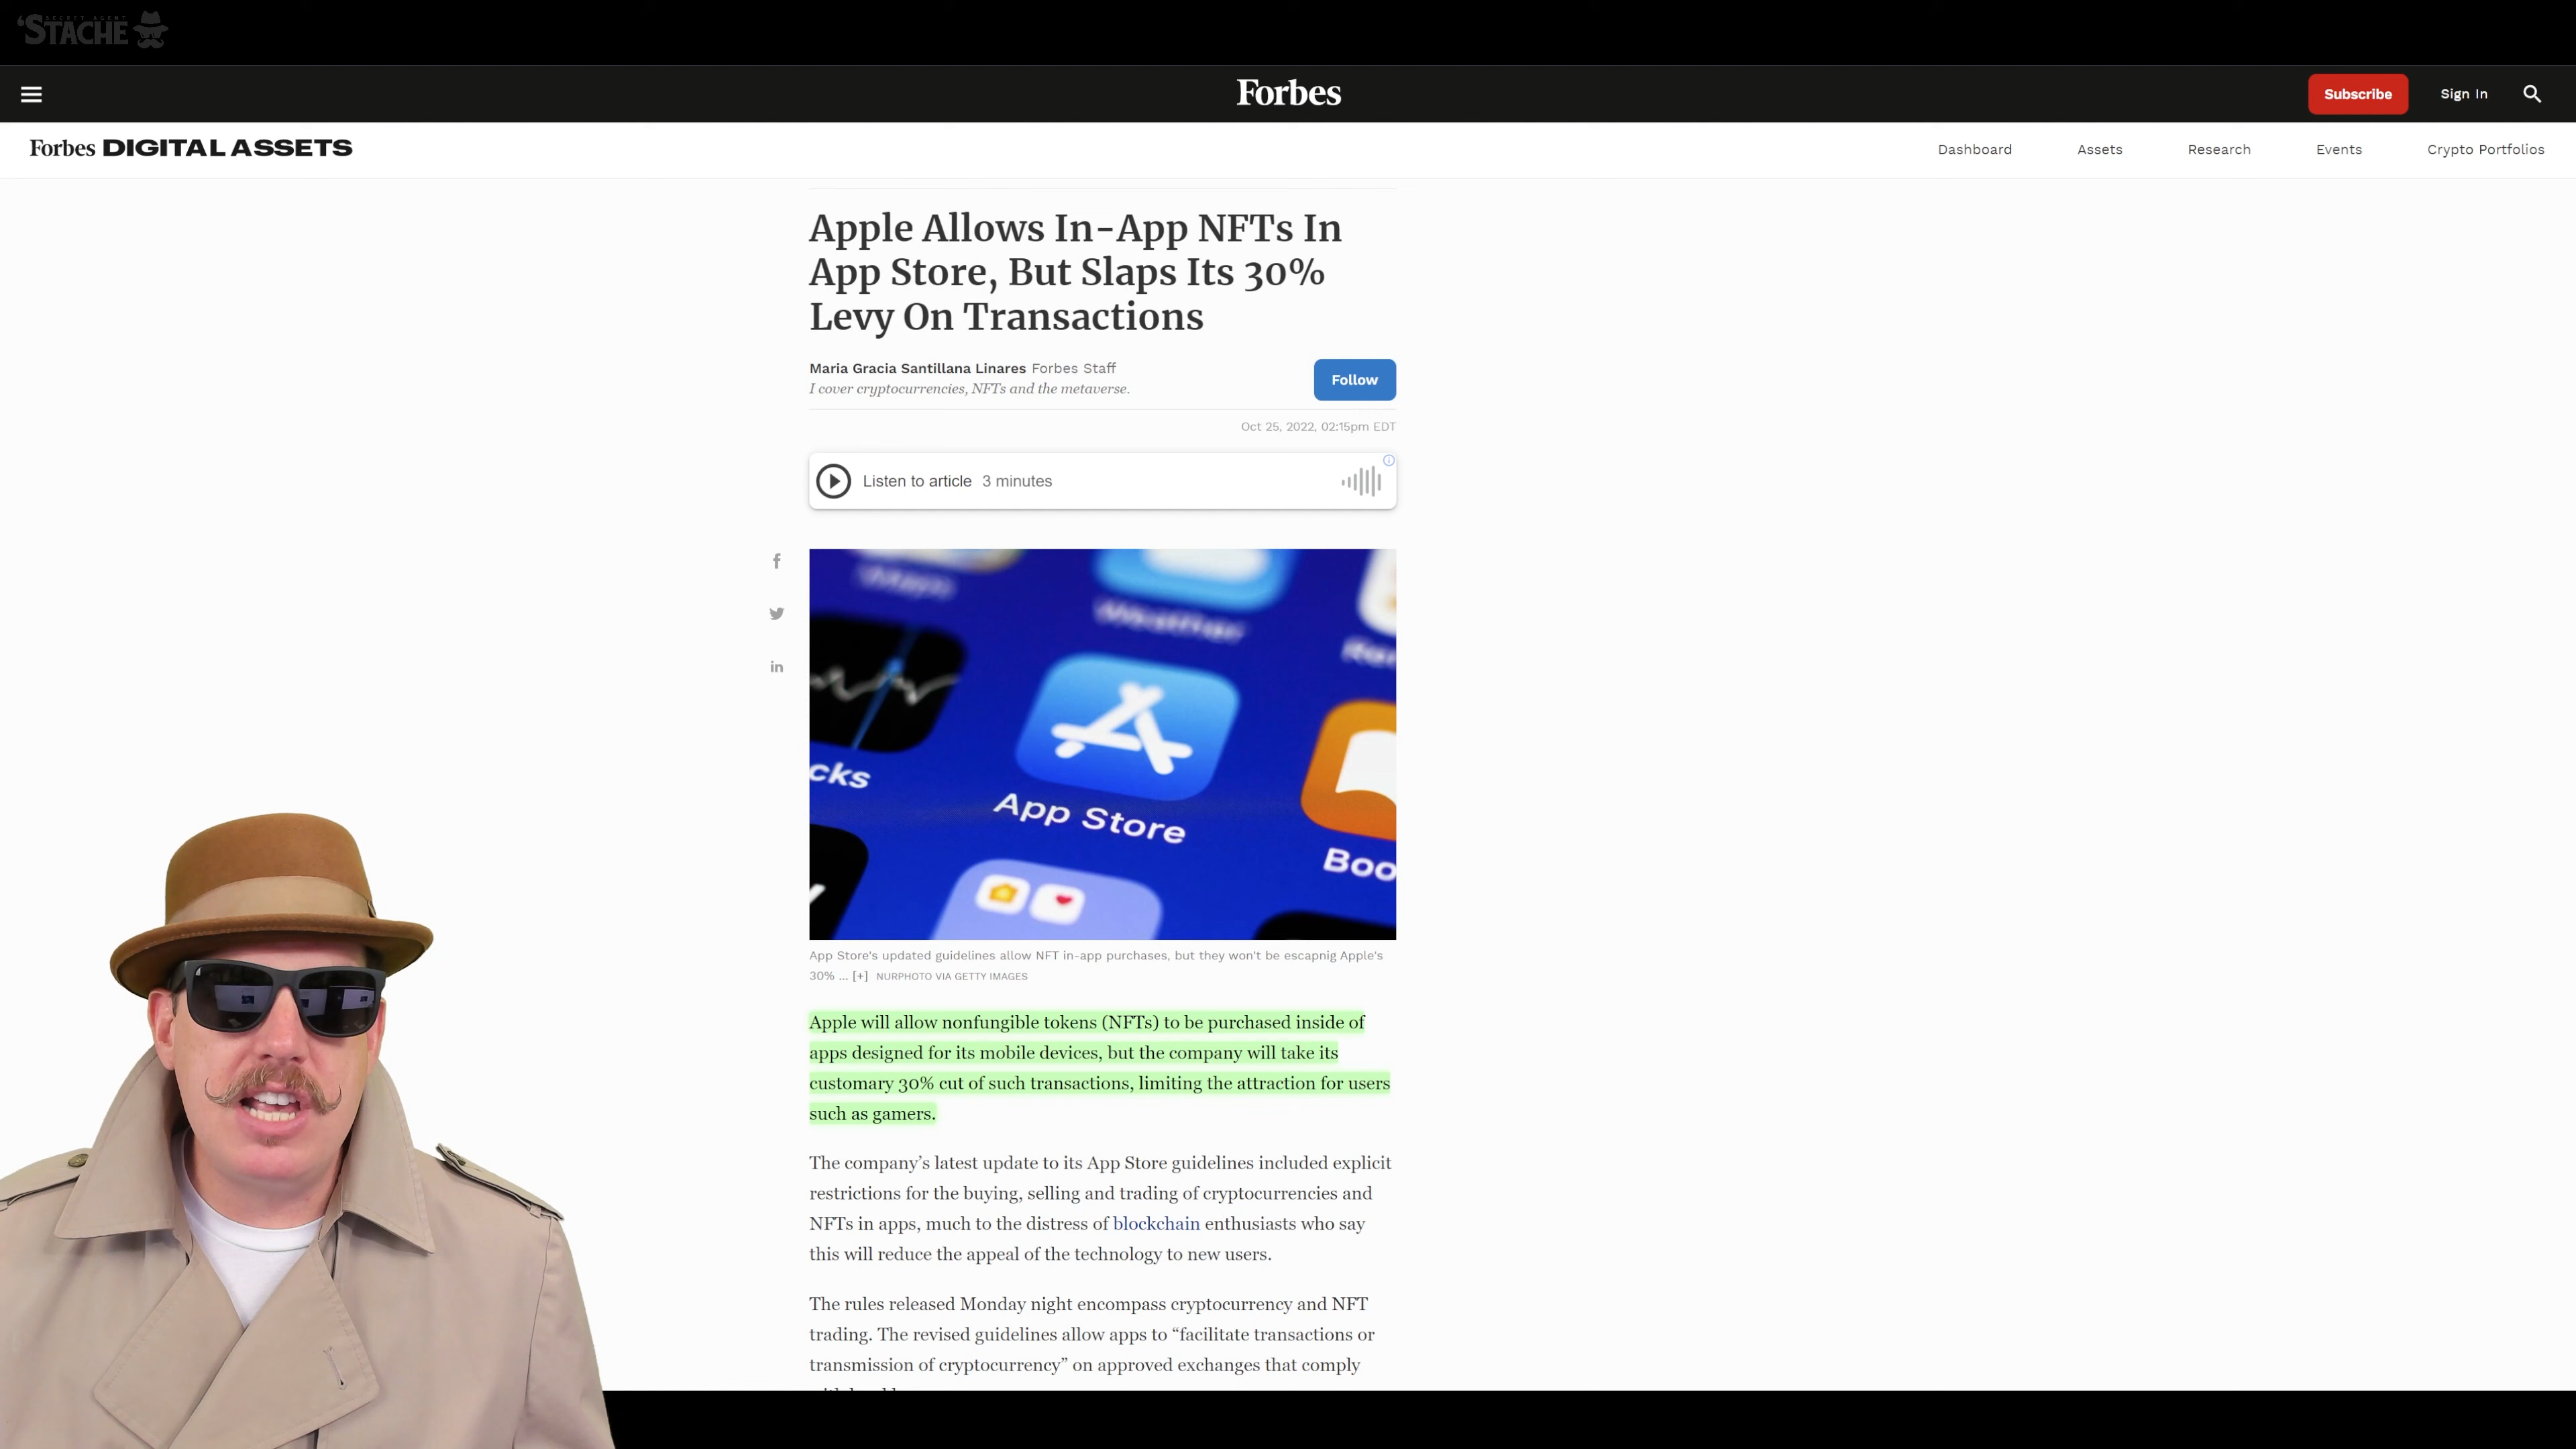 SECRET AGENT
'STACHE
Forbes
Subscribe
Sign In
Forbes DIGITAL ASSETS
Dashboard
Assets
Research
Events
Crypto Portfolios
Apple Allows In-App NFTs In
App Store, But Slaps Its 30%
Levy On Transactions
Maria Gracia Santillana Linares Forbes Staff
I cover cryptocurrencies, NFTs and the metaverse.
Follow
Oct 25, 2022, 02:15pm EDT
Listen to article 3 minutes
Maps
Weather
cks
App Store
Boo
App Store's updated guidelines allow NFT in-app purchases, but they won't be escapnig Apple's
30% ... [+] NURPHOTO VIA GETTY IMAGES
Apple will allow nonfungible tokens (NFTs) to be purchased inside of
apps designed for its mobile devices, but the company will take its
customary 30% cut of such transactions, limiting the attraction for users
such as gamers.
The company’s latest update to its App Store guidelines included explicit
restrictions for the buying, selling and trading of cryptocurrencies and
NFTs in apps, much to the distress of blockchain enthusiasts who say
this will reduce the appeal of the technology to new users.
The rules released Monday night encompass cryptocurrency and NFT
trading. The revised guidelines allow apps to “facilitate transactions or
transmission of cryptocurrency” on approved exchanges that comply